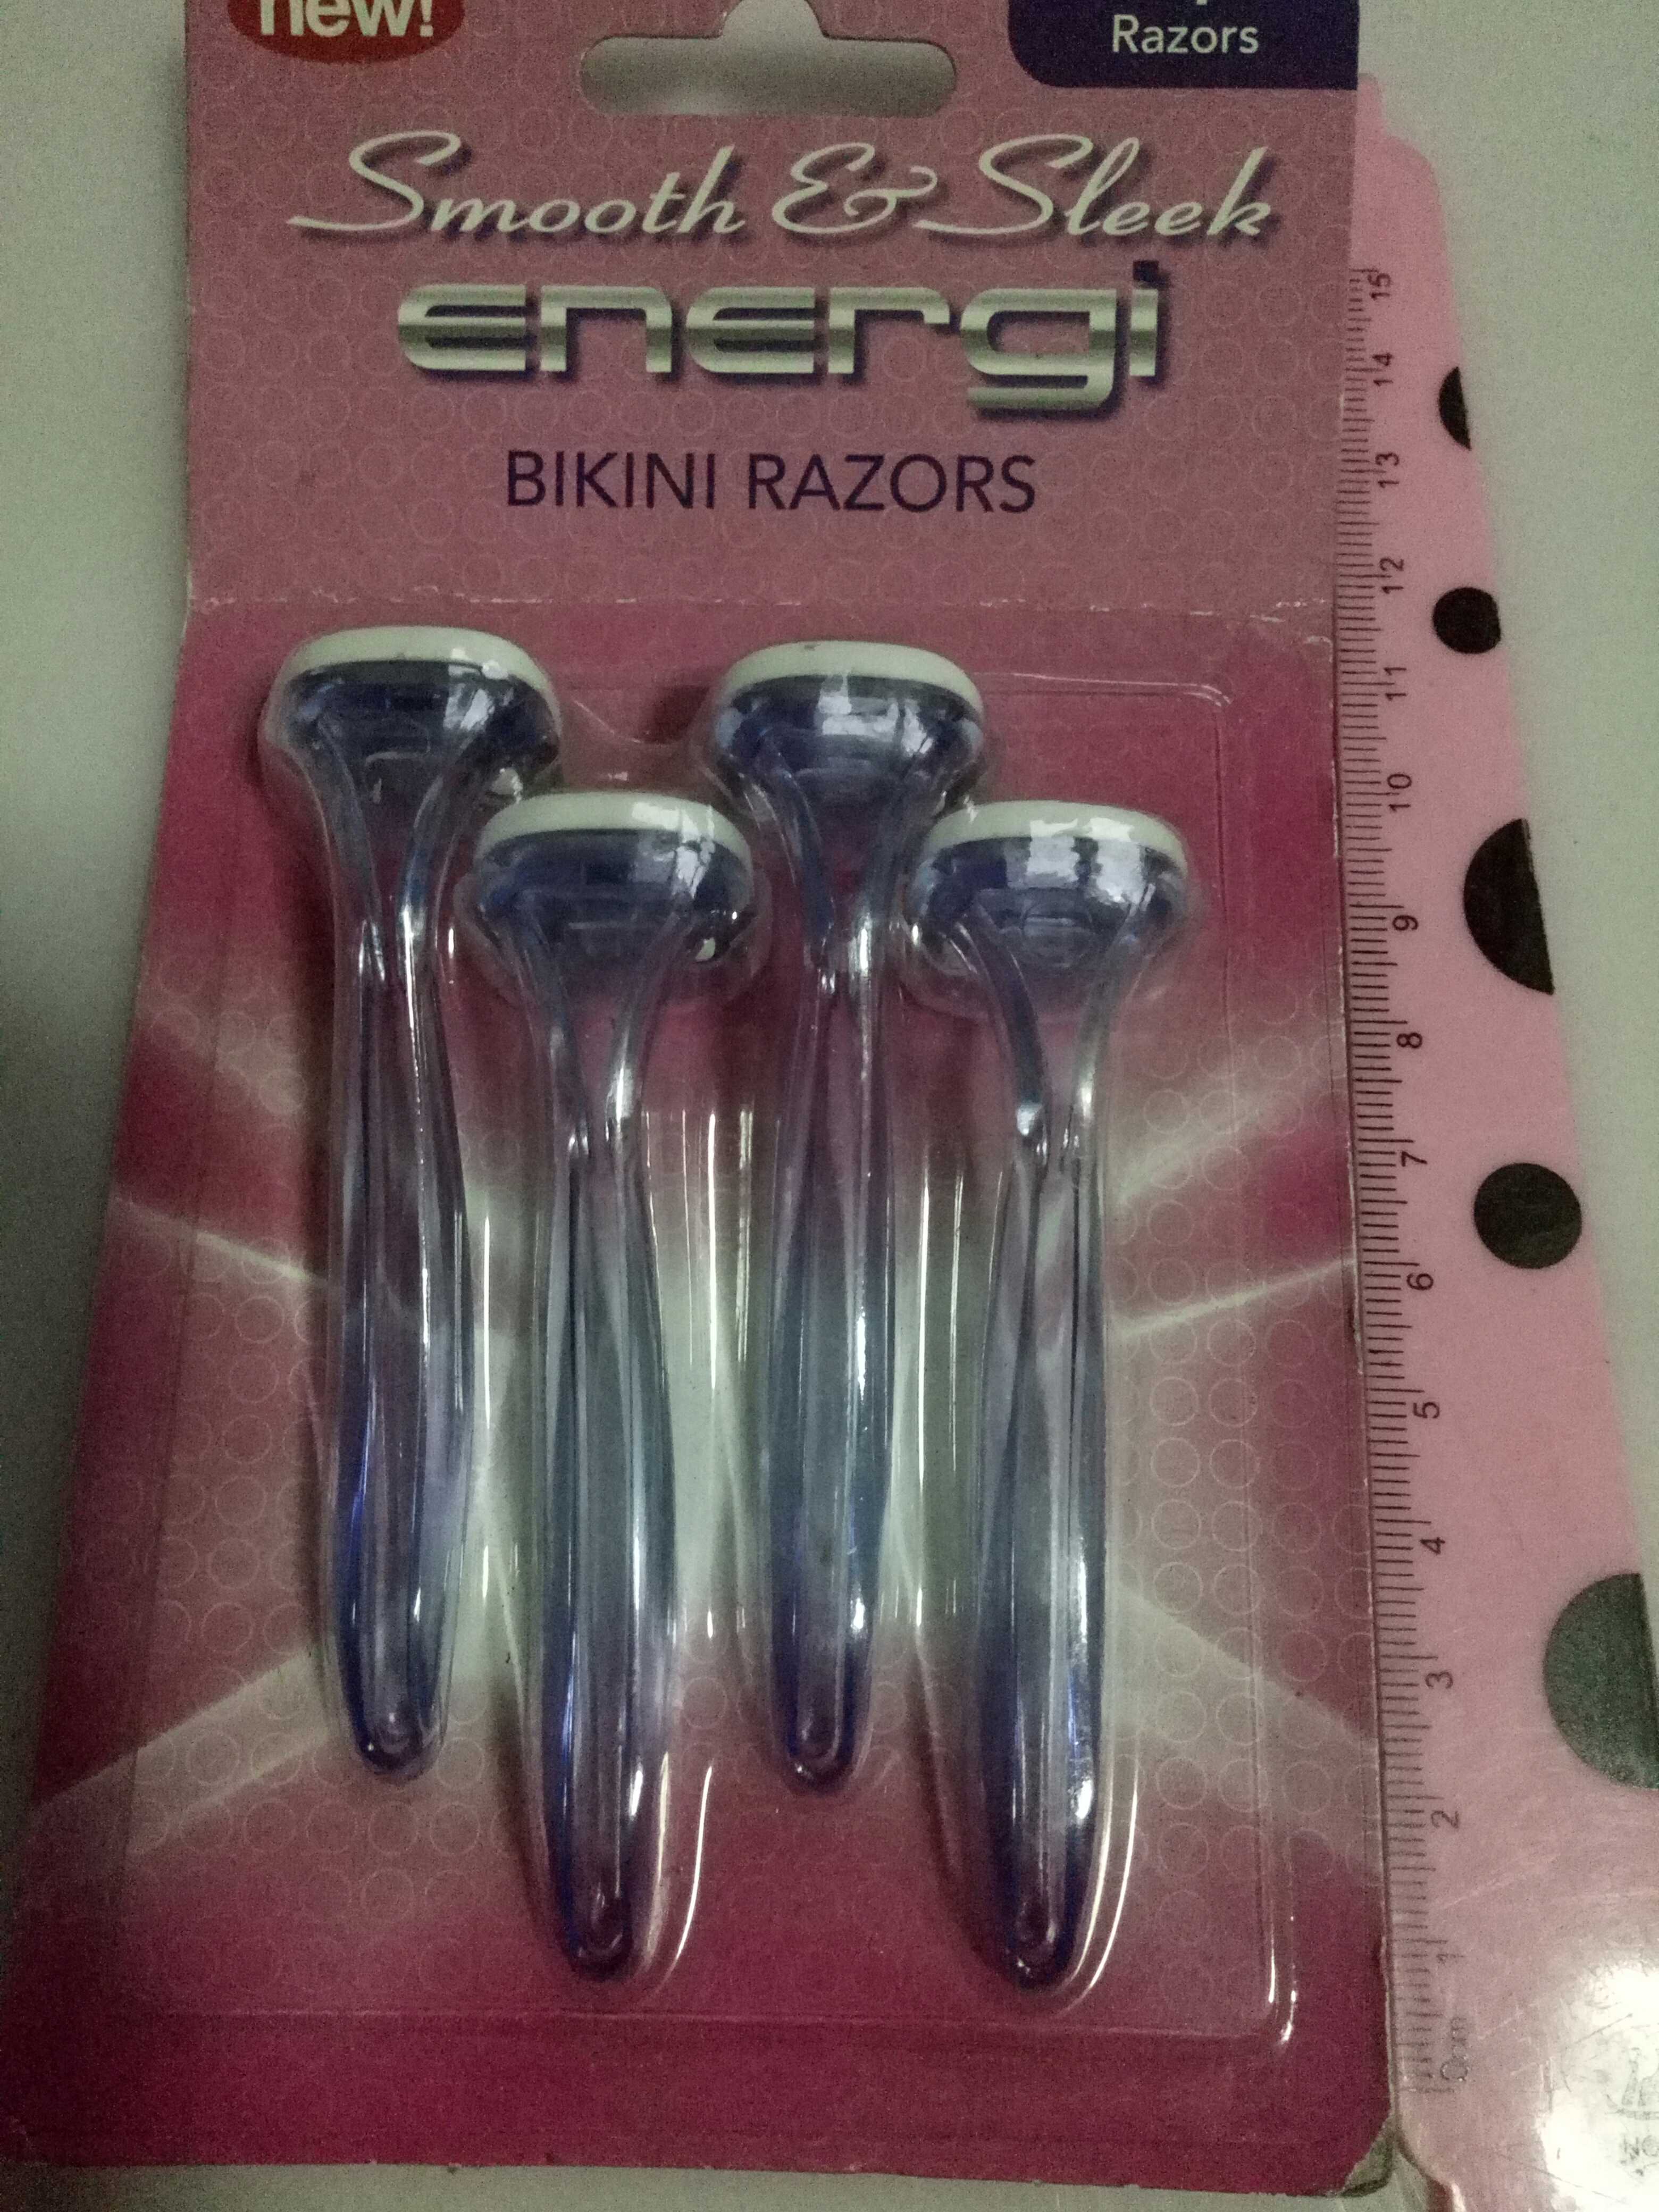 new!
Razors
Smooth & Sleek
energi
BIKINI RAZORS
15
14
13
12
11
10
9
8
7
6
5
4
3
2
1
0cm